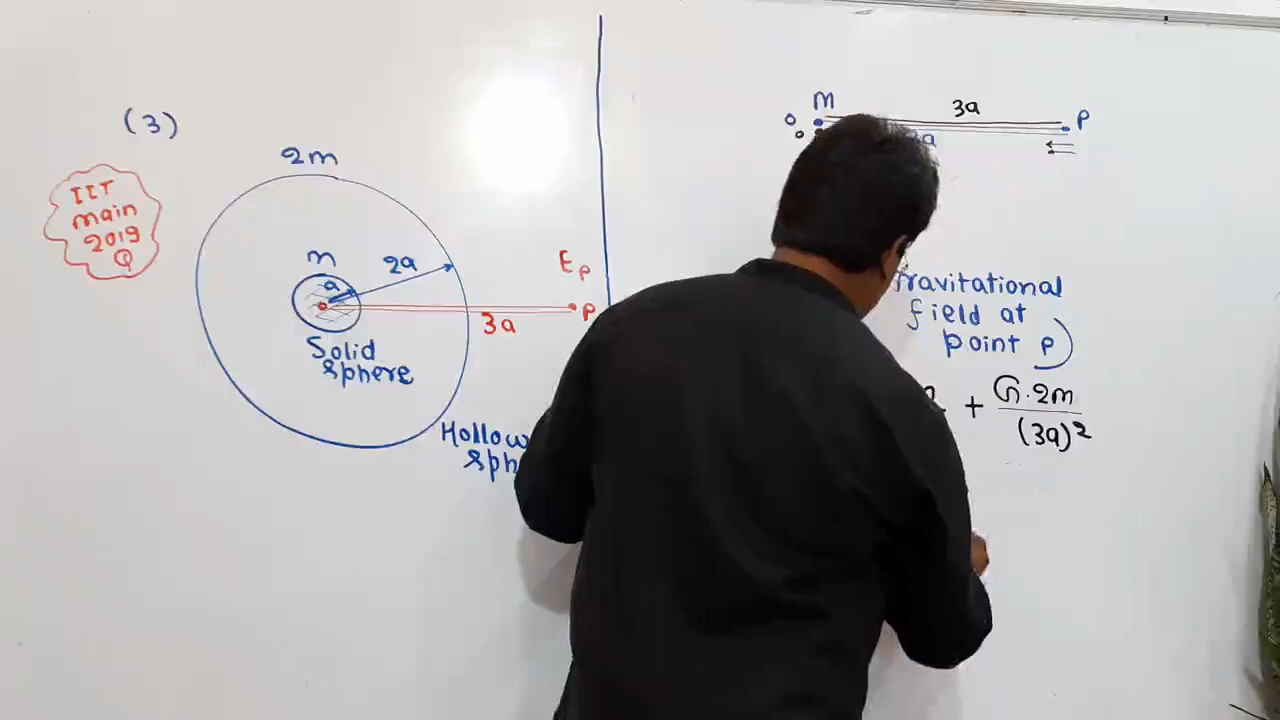 (3)
IIT
main
2019
Q
2m
m
a
2a
Ep
P
3a
Solid
sphere
Hollow
sph
m
3a
O
P
a
ravitational
field at
point P)
+ G.2m
(3a)²